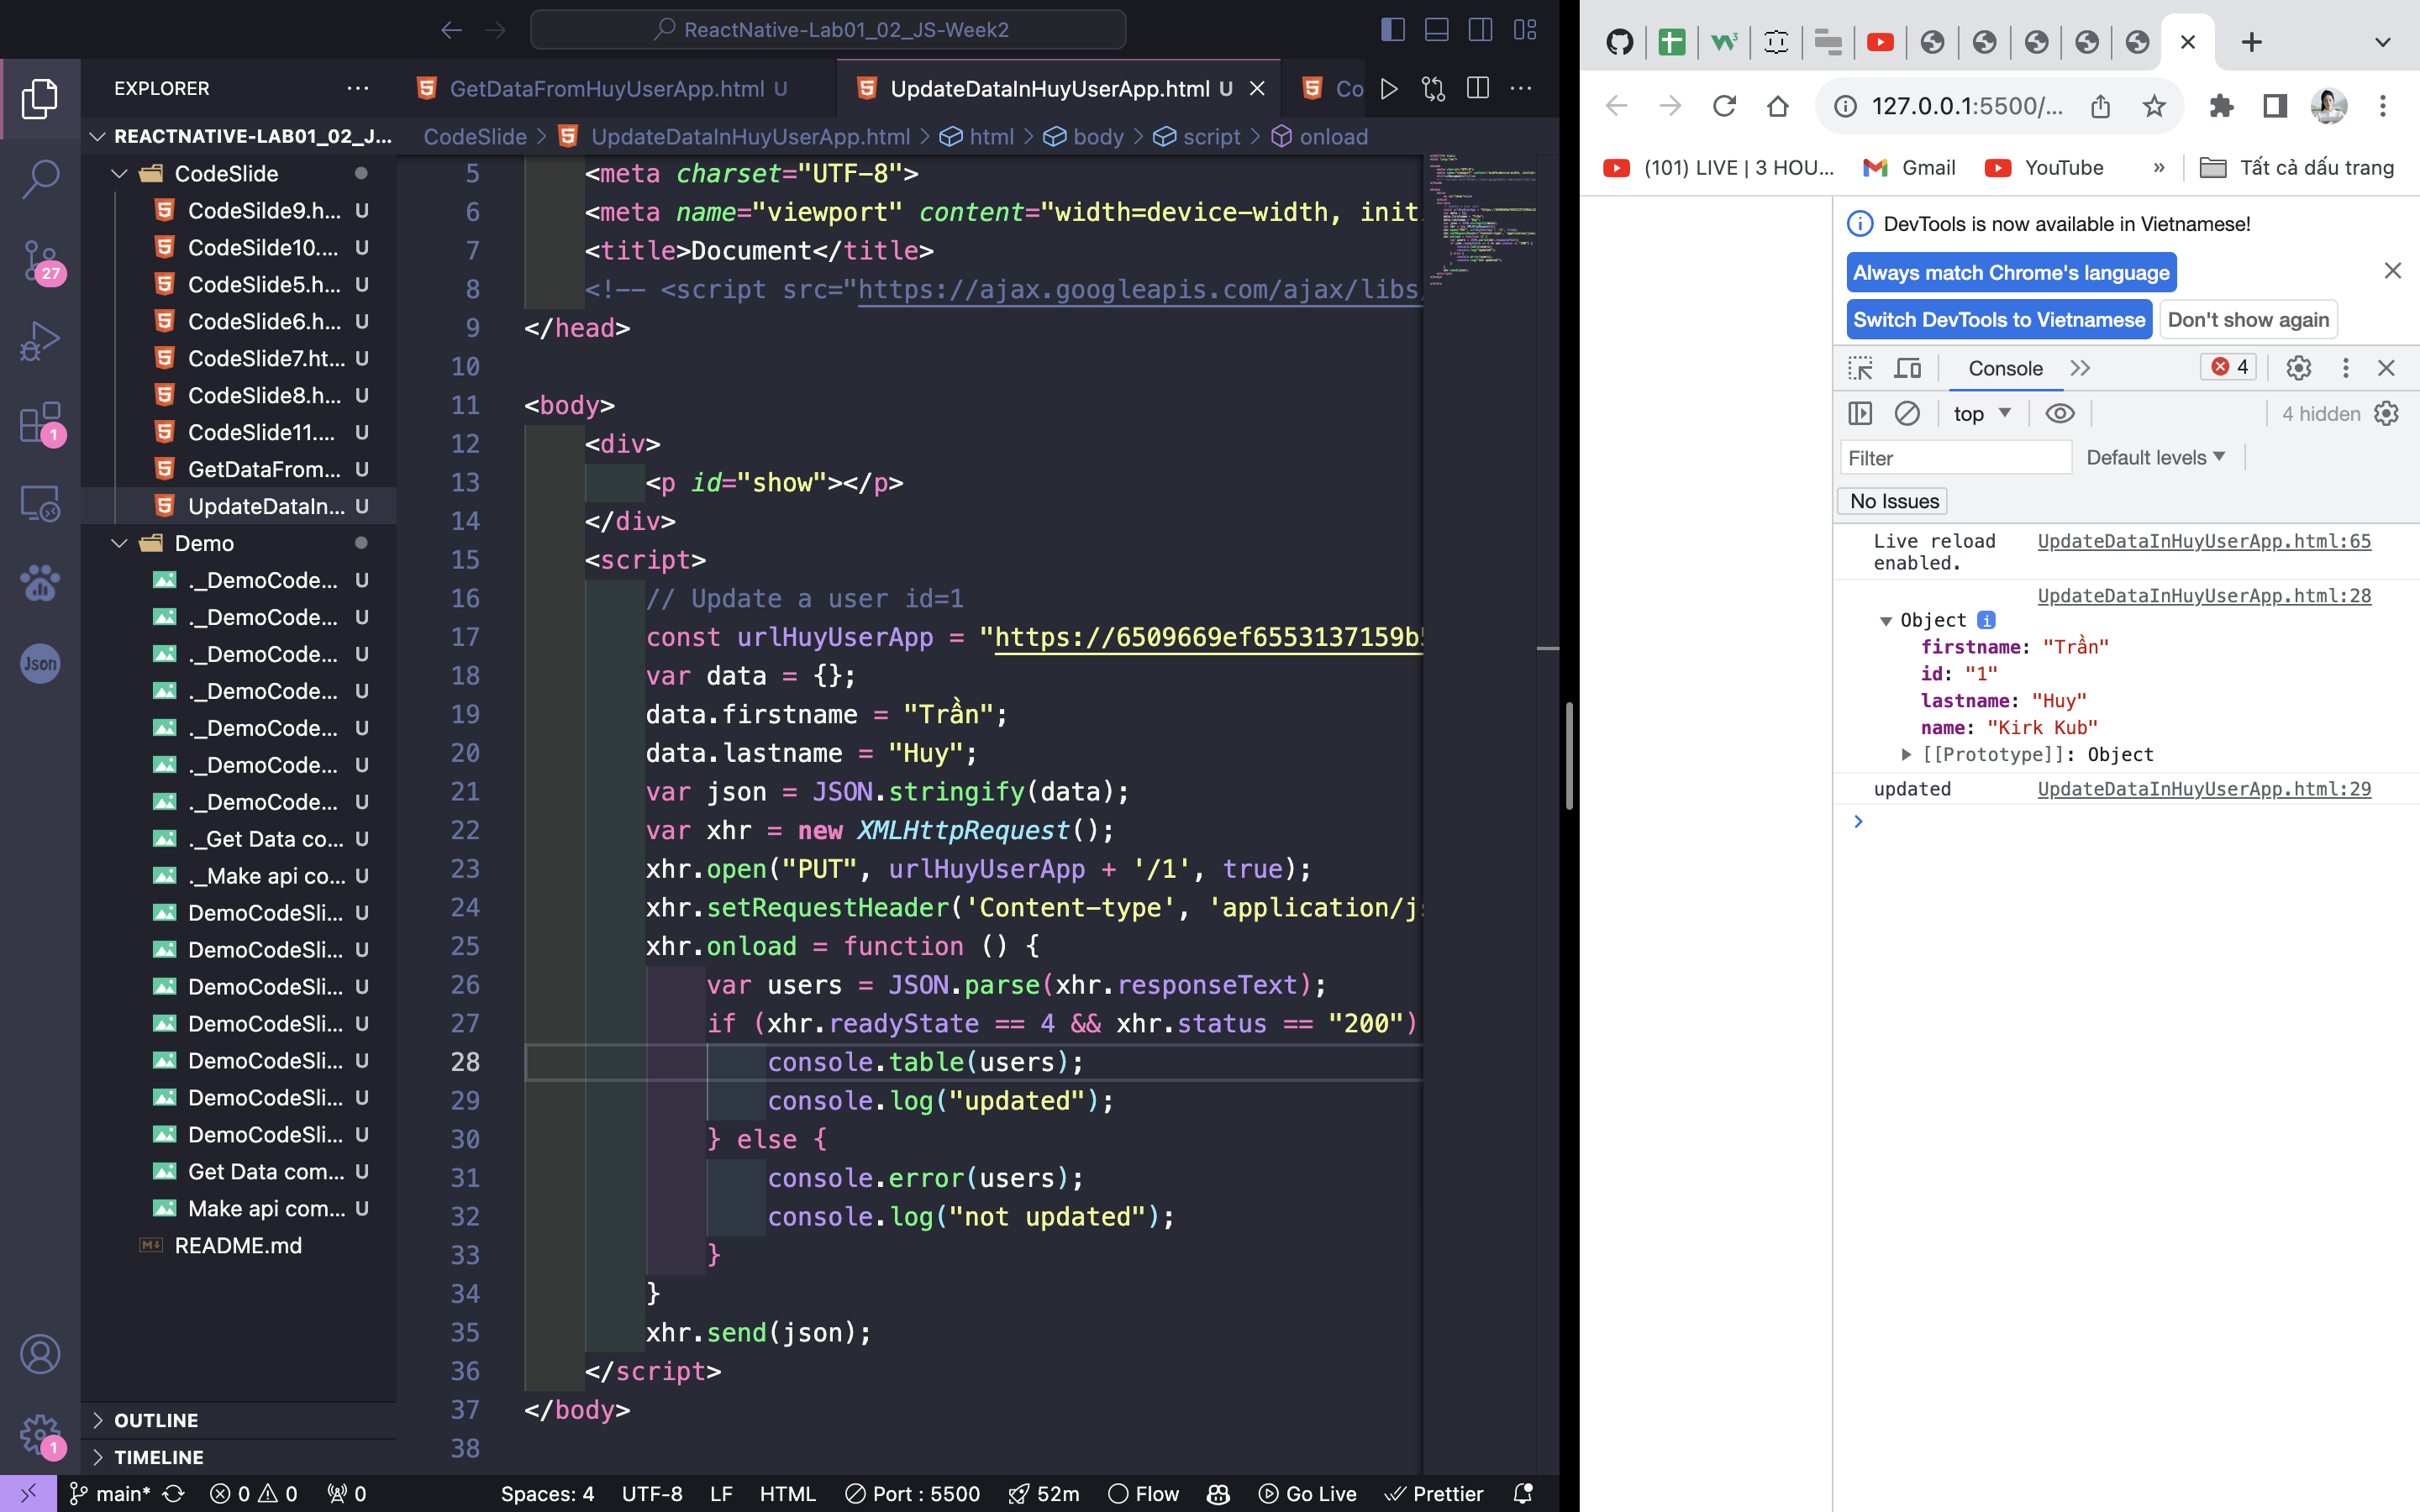 ReactNative-Lab01_02_JS-Week2
EXPLORER
GetDataFromHuyUserApp.html U
UpdateDataInHuyUserApp.html U
Co
REACTNATIVE-LAB01_02_J...
CodeSlide > UpdateDataInHuyUserApp.html > html > body > script > onload
CodeSlide
CodeSilde9.h... U
CodeSilde10.... U
CodeSlide5.h... U
CodeSlide6.h... U
CodeSlide7.ht... U
CodeSlide8.h... U
CodeSlide11.... U
GetDataFrom... U
UpdateDataIn... U
Demo
._DemoCode... U
._DemoCode... U
._DemoCode... U
._DemoCode... U
._DemoCode... U
._DemoCode... U
._DemoCode... U
._Get Data co... U
._Make api co... U
DemoCodeSli... U
DemoCodeSli... U
DemoCodeSli... U
DemoCodeSli... U
DemoCodeSli... U
DemoCodeSli... U
DemoCodeSli... U
Get Data com... U
Make api com... U
README.md
OUTLINE
TIMELINE
27
1
Json
1
5 <meta charset="UTF-8">
6 <meta name="viewport" content="width=device-width, initi
7 <title>Document</title>
8 <!-- <script src="https://ajax.googleapis.com/ajax/libs/
9 </head>
10
11 <body>
12 <div>
13 <p id="show"></p>
14 </div>
15 <script>
16 // Update a user id=1
17 const urlHuyUserApp = "https://6509669ef6553137159b5
18 var data = {};
19 data.firstname = "Trần";
20 data.lastname = "Huy";
21 var json = JSON.stringify(data);
22 var xhr = new XMLHttpRequest();
23 xhr.open("PUT", urlHuyUserApp + '/1', true);
24 xhr.setRequestHeader('Content-type', 'application/js
25 xhr.onload = function () {
26 var users = JSON.parse(xhr.responseText);
27 if (xhr.readyState == 4 && xhr.status == "200")
28 console.table(users);
29 console.log("updated");
30 } else {
31 console.error(users);
32 console.log("not updated");
33 }
34 }
35 xhr.send(json);
36 </script>
37 </body>
38
main* 0 0 0 Spaces: 4 UTF-8 LF HTML Port : 5500 52m Flow Go Live Prettier
127.0.0.1:5500/...
(101) LIVE | 3 HOU... Gmail YouTube » Tất cả dấu trang
DevTools is now available in Vietnamese!
Always match Chrome's language
Switch DevTools to Vietnamese Don't show again
Console 4
top 4 hidden
Filter Default levels
No Issues
Live reload enabled. UpdateDataInHuyUserApp.html:65
UpdateDataInHuyUserApp.html:28
Object i
firstname: "Trần"
id: "1"
lastname: "Huy"
name: "Kirk Kub"
[[Prototype]]: Object
updated UpdateDataInHuyUserApp.html:29